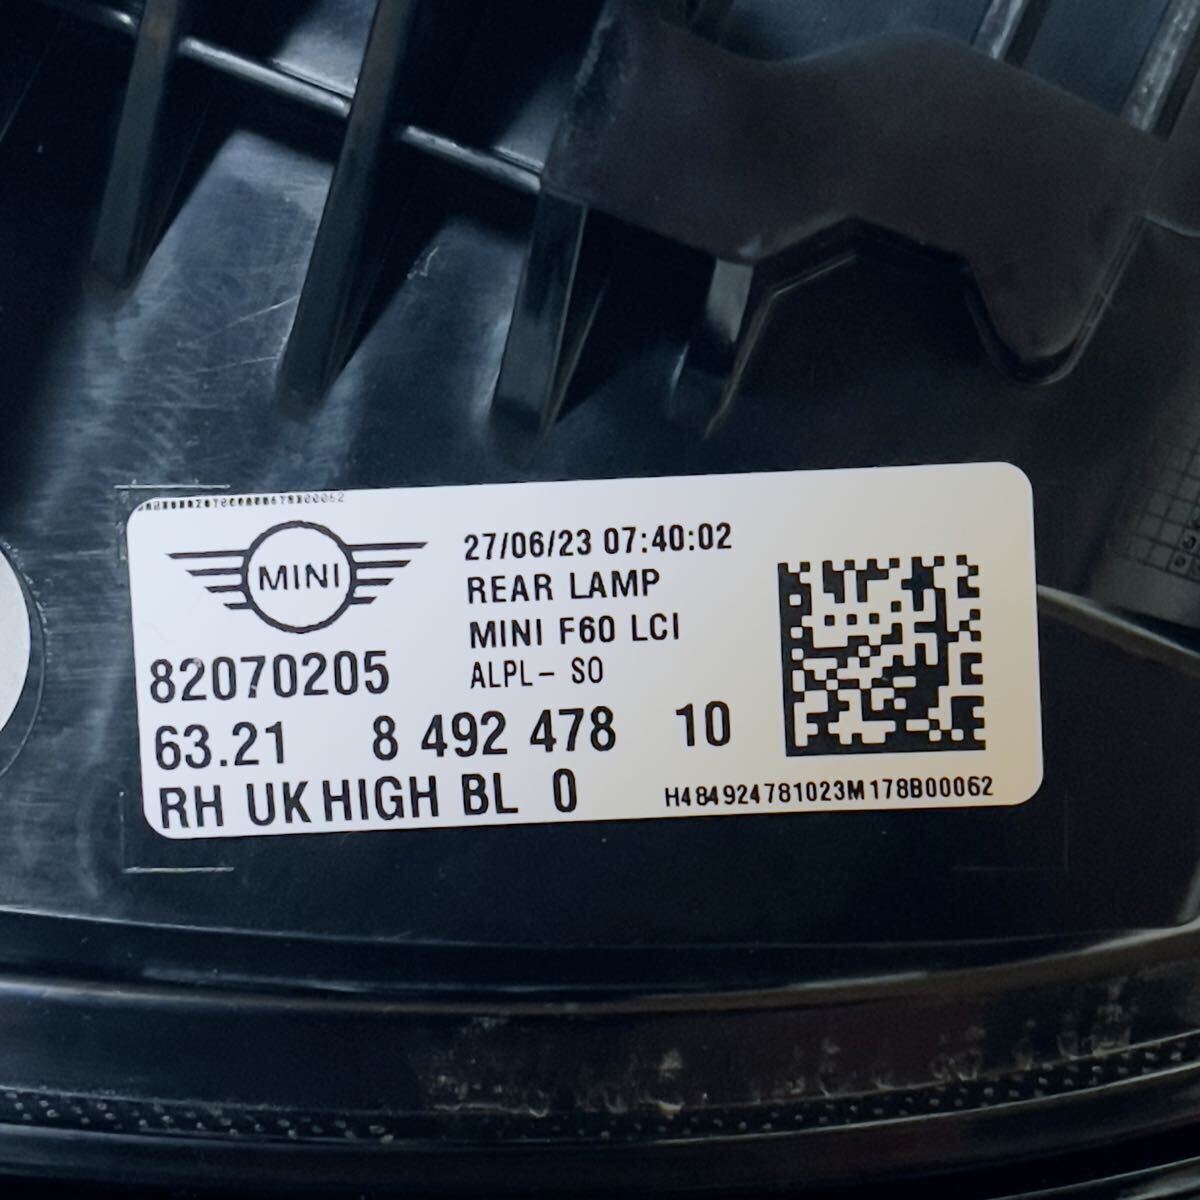 MINI
27/06/23 07:40:02
REAR LAMP
MINI F60 LCI
ALPL- SO
82070205
63.21 8 492 478 10
RH UK HIGH BL 0
H484924781023M178B00062